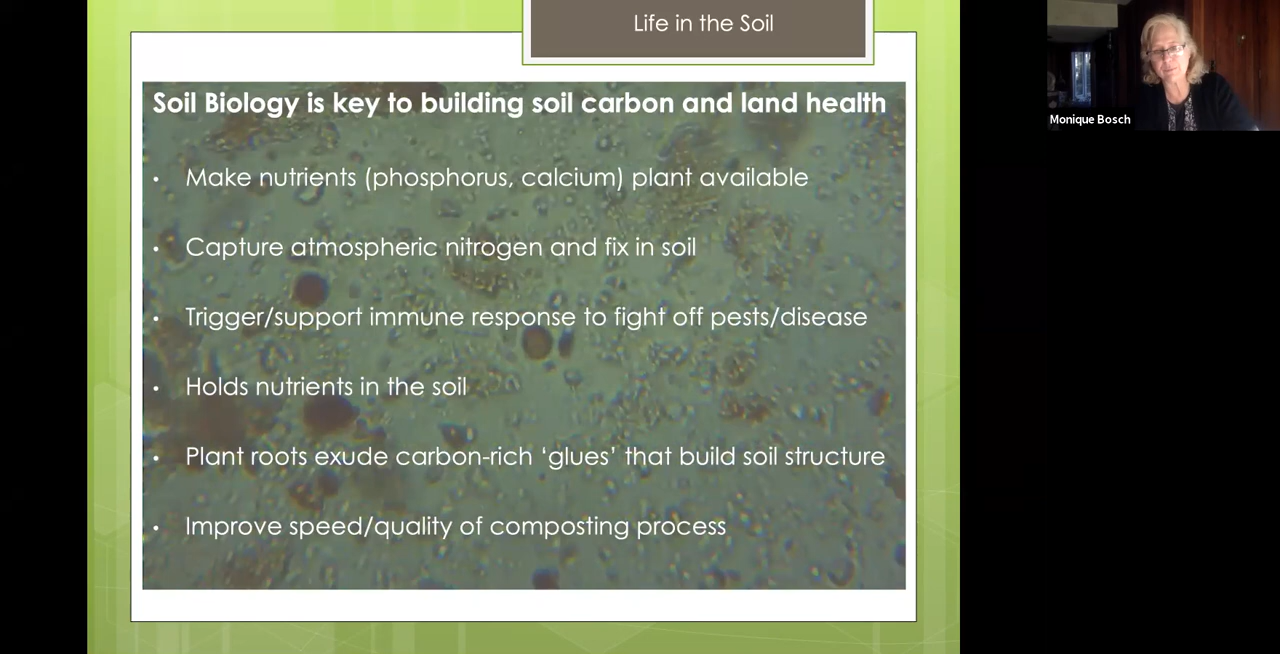 Life in the Soil
Soil Biology is key to building soil carbon and land health
• Make nutrients (phosphorus, calcium) plant available
• Capture atmospheric nitrogen and fix in soil
• Trigger/support immune response to fight off pests/disease
• Holds nutrients in the soil
• Plant roots exude carbon-rich ‘glues’ that build soil structure
• Improve speed/quality of composting process
Monique Bosch